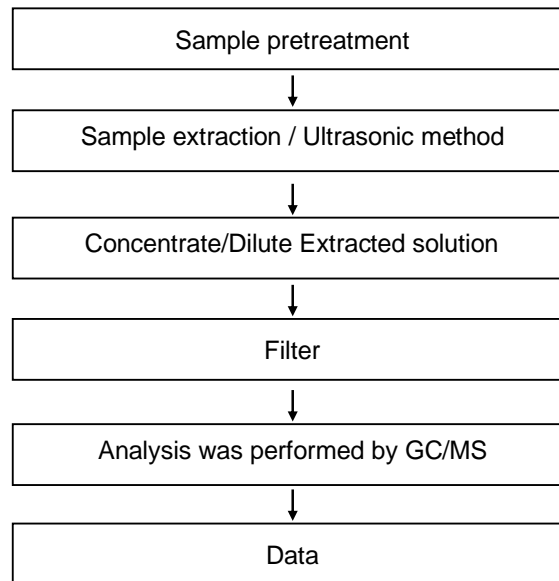 Sample pretreatment
Sample extraction / Ultrasonic method
Concentrate/Dilute Extracted solution
Filter
Analysis was performed by GC/MS
Data